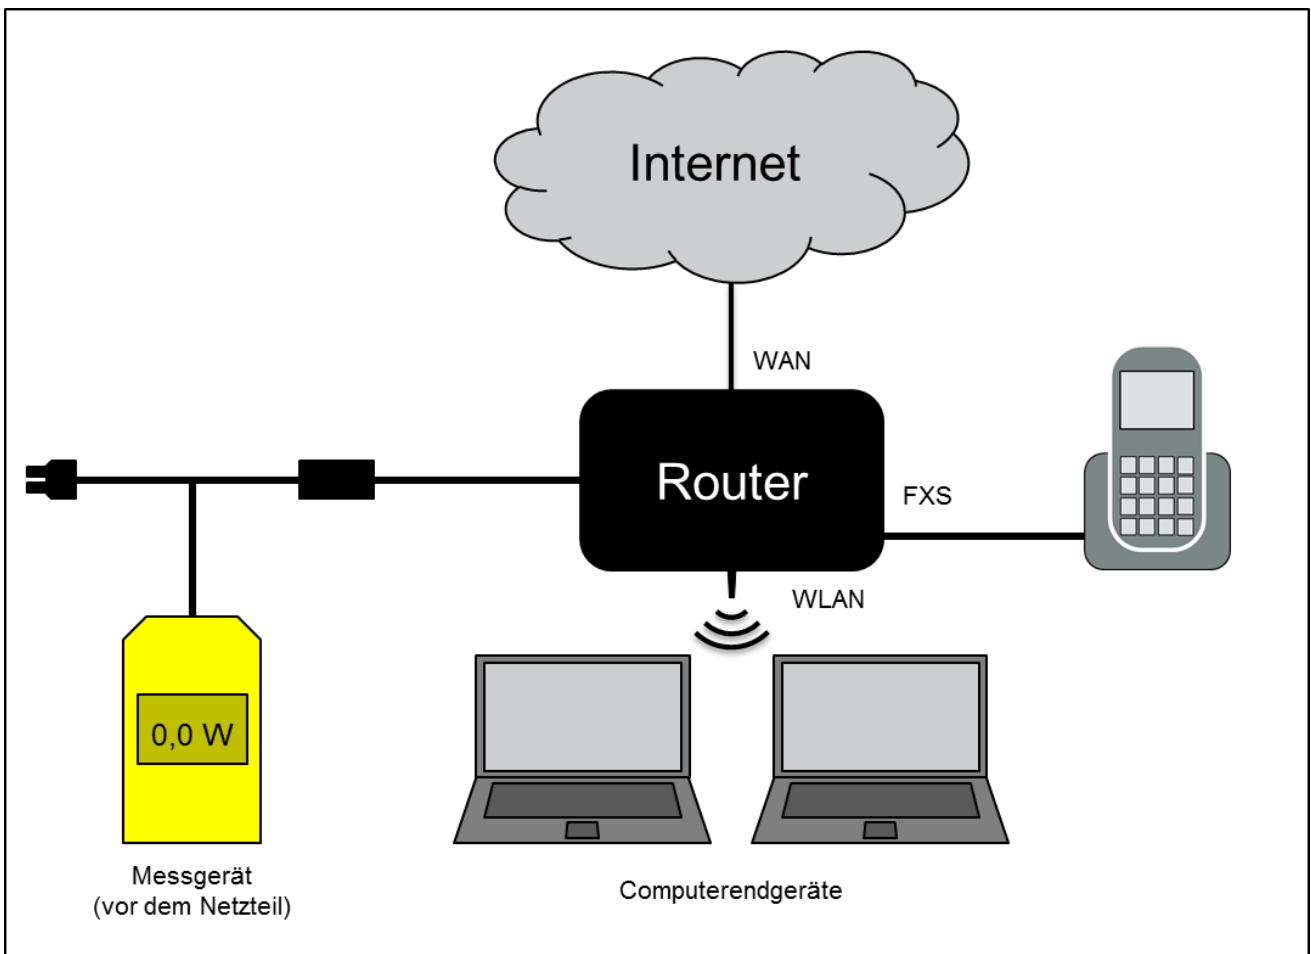 Internet
WAN
Router
FXS
WLAN
0,0 W
Messgerät
(vor dem Netzteil)
Computerendgeräte